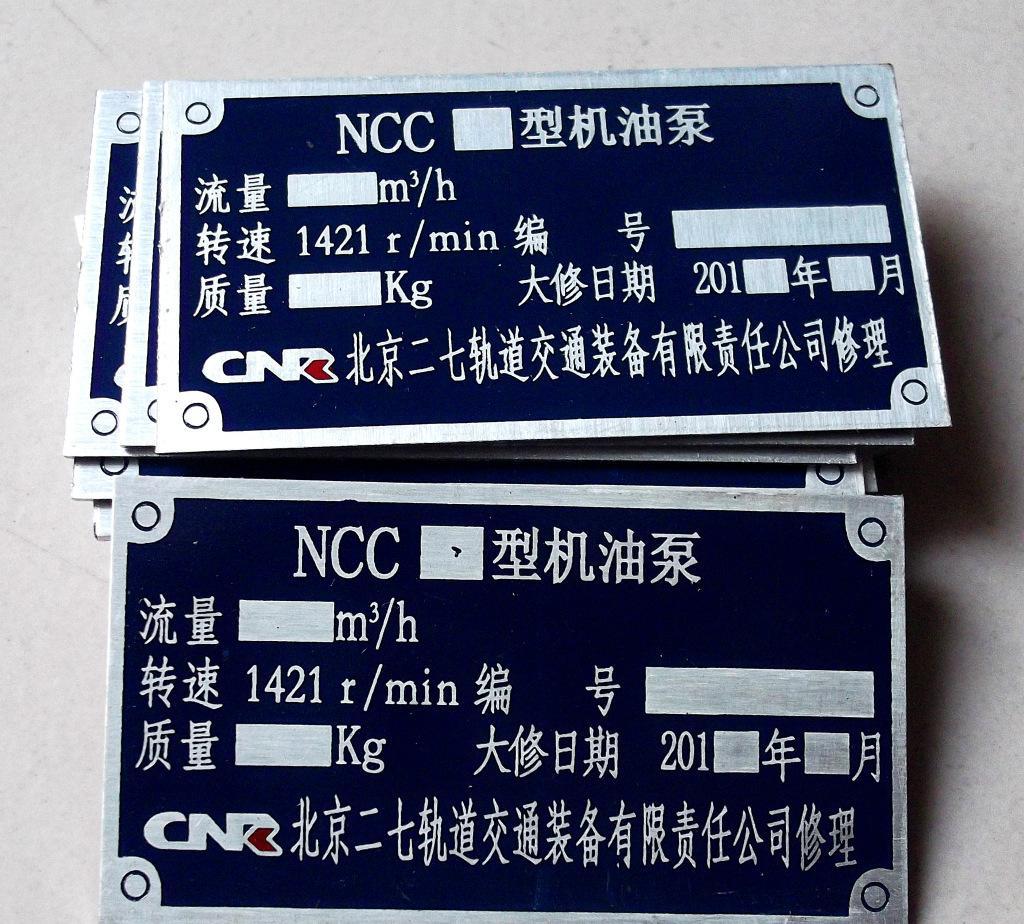 NCC 型机油泵
流量 m³/h
转速 1421 r/min 编 号
质量 Kg 大修日期 201 年 月
CNR 北京二七轨道交通装备有限责任公司修理
流
转
质
NCC 型机油泵
流量 m³/h
转速 1421 r/min 编 号
质量 Kg 大修日期 201 年 月
CNR 北京二七轨道交通装备有限责任公司修理